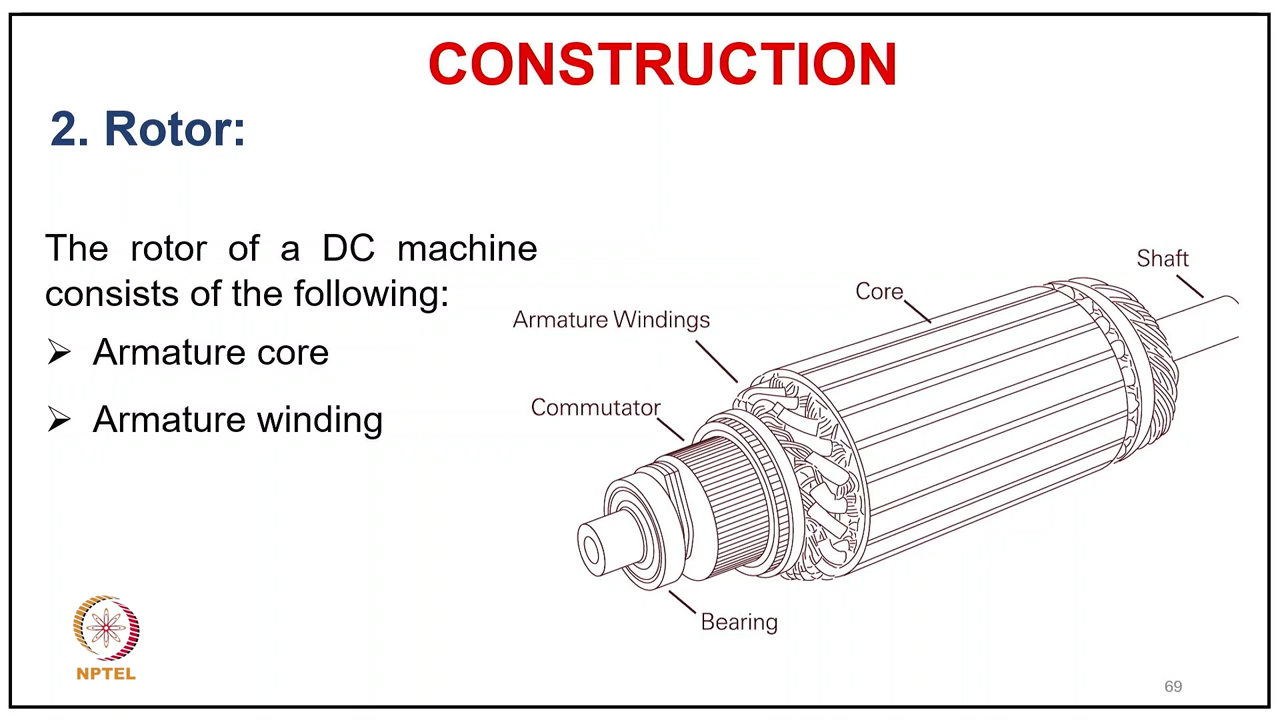 CONSTRUCTION
2. Rotor:
The rotor of a DC machine
consists of the following:
➢ Armature core
➢ Armature winding
Shaft
Core
Armature Windings
Commutator
Bearing
NPTEL
69